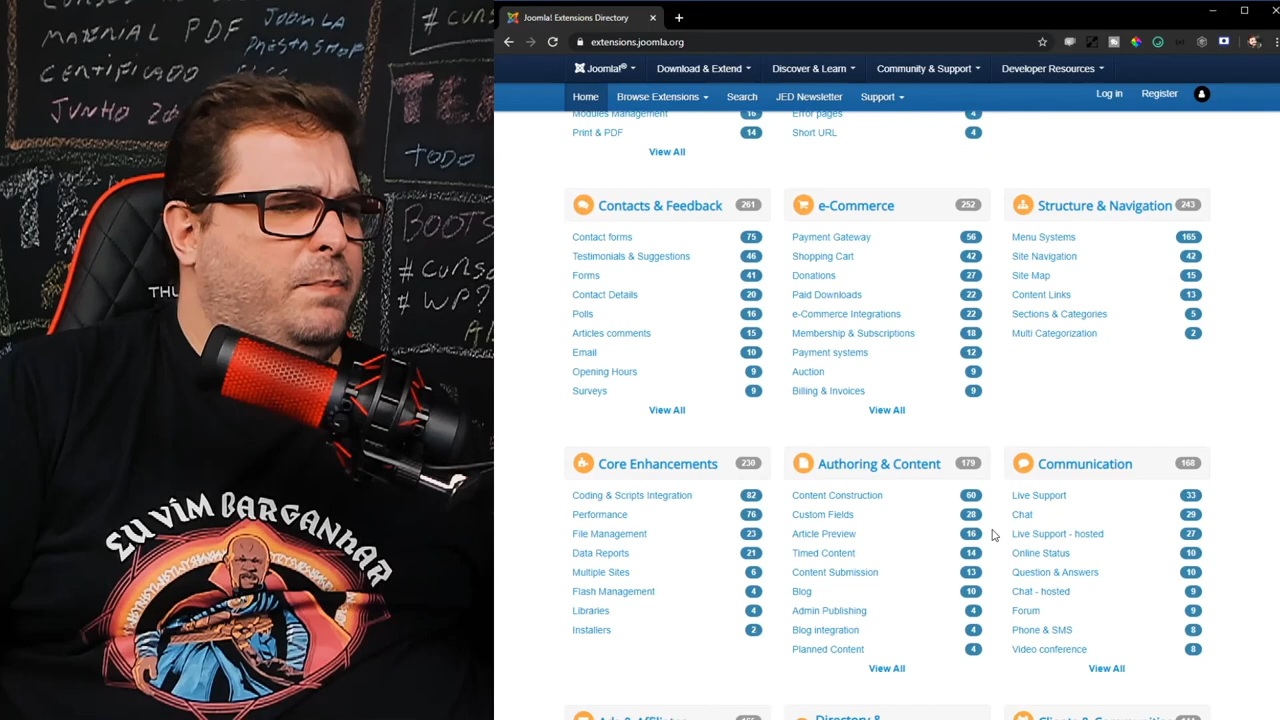 MATERIAL PDF
JOOMLA
PRESTASHOP
CERTIFICADO
JUNHO
TODO
THU
EU VIM BARGANHAR
Joomla! Extensions Directory
extensions.joomla.org
Joomla!® Download & Extend Discover & Learn Community & Support Developer Resources
Home Browse Extensions Search JED Newsletter Support Log in Register
Modules Management 16
Print & PDF 14
View All
Error pages 4
Short URL 4
Contacts & Feedback 261
Contact forms 75
Testimonials & Suggestions 46
Forms 41
Contact Details 20
Polls 16
Articles comments 15
Email 10
Opening Hours 9
Surveys 9
View All
e-Commerce 252
Payment Gateway 56
Shopping Cart 42
Donations 27
Paid Downloads 22
e-Commerce Integrations 22
Membership & Subscriptions 18
Payment systems 12
Auction 9
Billing & Invoices 9
View All
Structure & Navigation 243
Menu Systems 165
Site Navigation 42
Site Map 15
Content Links 13
Sections & Categories 5
Multi Categorization 2
Core Enhancements 230
Coding & Scripts Integration 82
Performance 76
File Management 23
Data Reports 21
Multiple Sites 6
Flash Management 4
Libraries 4
Installers 2
Authoring & Content 179
Content Construction 60
Custom Fields 28
Article Preview 16
Timed Content 14
Content Submission 13
Blog 10
Admin Publishing 4
Blog integration 4
Planned Content 4
View All
Communication 168
Live Support 33
Chat 29
Live Support - hosted 27
Online Status 10
Question & Answers 10
Chat - hosted 9
Forum 9
Phone & SMS 8
Video conference 8
View All
Directory &